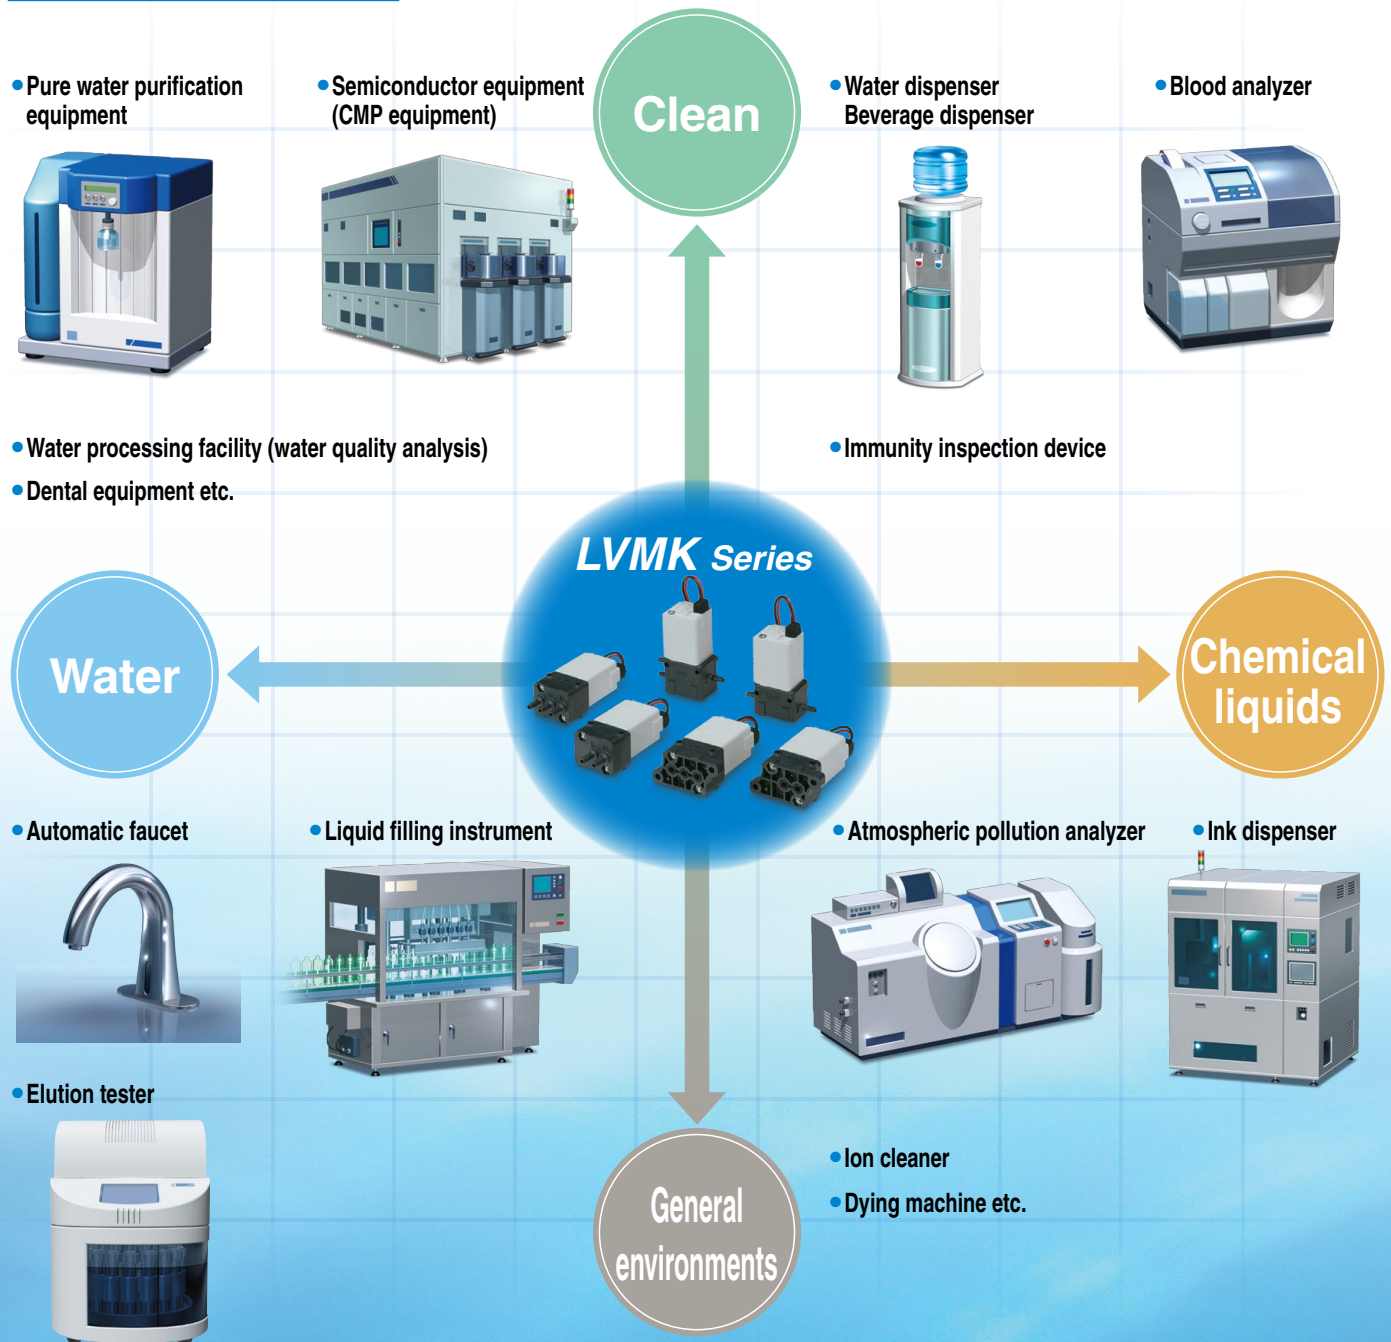 Clean
• Pure water purification
equipment
• Semiconductor equipment
(CMP equipment)
• Water dispenser
Beverage dispenser
• Blood analyzer
• Water processing facility (water quality analysis)
• Dental equipment etc.
• Immunity inspection device
LVMK Series
Water
Chemical
liquids
• Automatic faucet
• Liquid filling instrument
• Atmospheric pollution analyzer
• Ink dispenser
• Elution tester
• Ion cleaner
• Dying machine etc.
General
environments